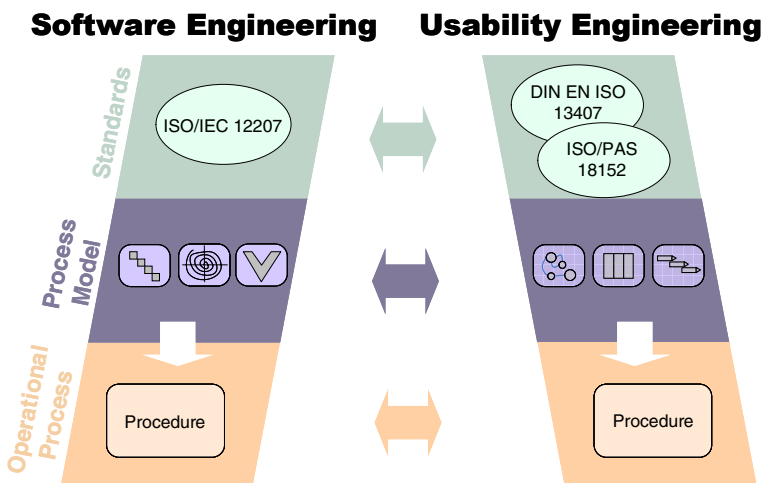 Software Engineering
Usability Engineering
Standards
ISO/IEC 12207
DIN EN ISO
13407
ISO/PAS
18152
Process
Model
Operational
Process
Procedure
Procedure